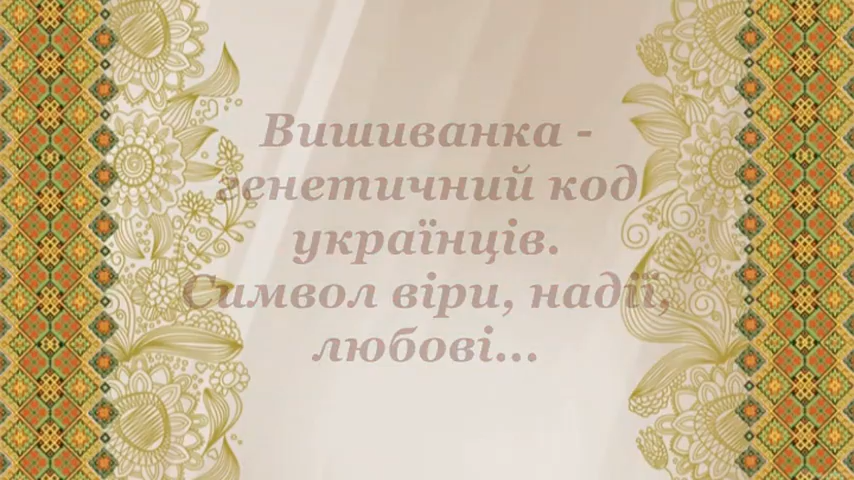 Вишиванка -
генетичний код
українців.
Символ віри, надії,
любові...